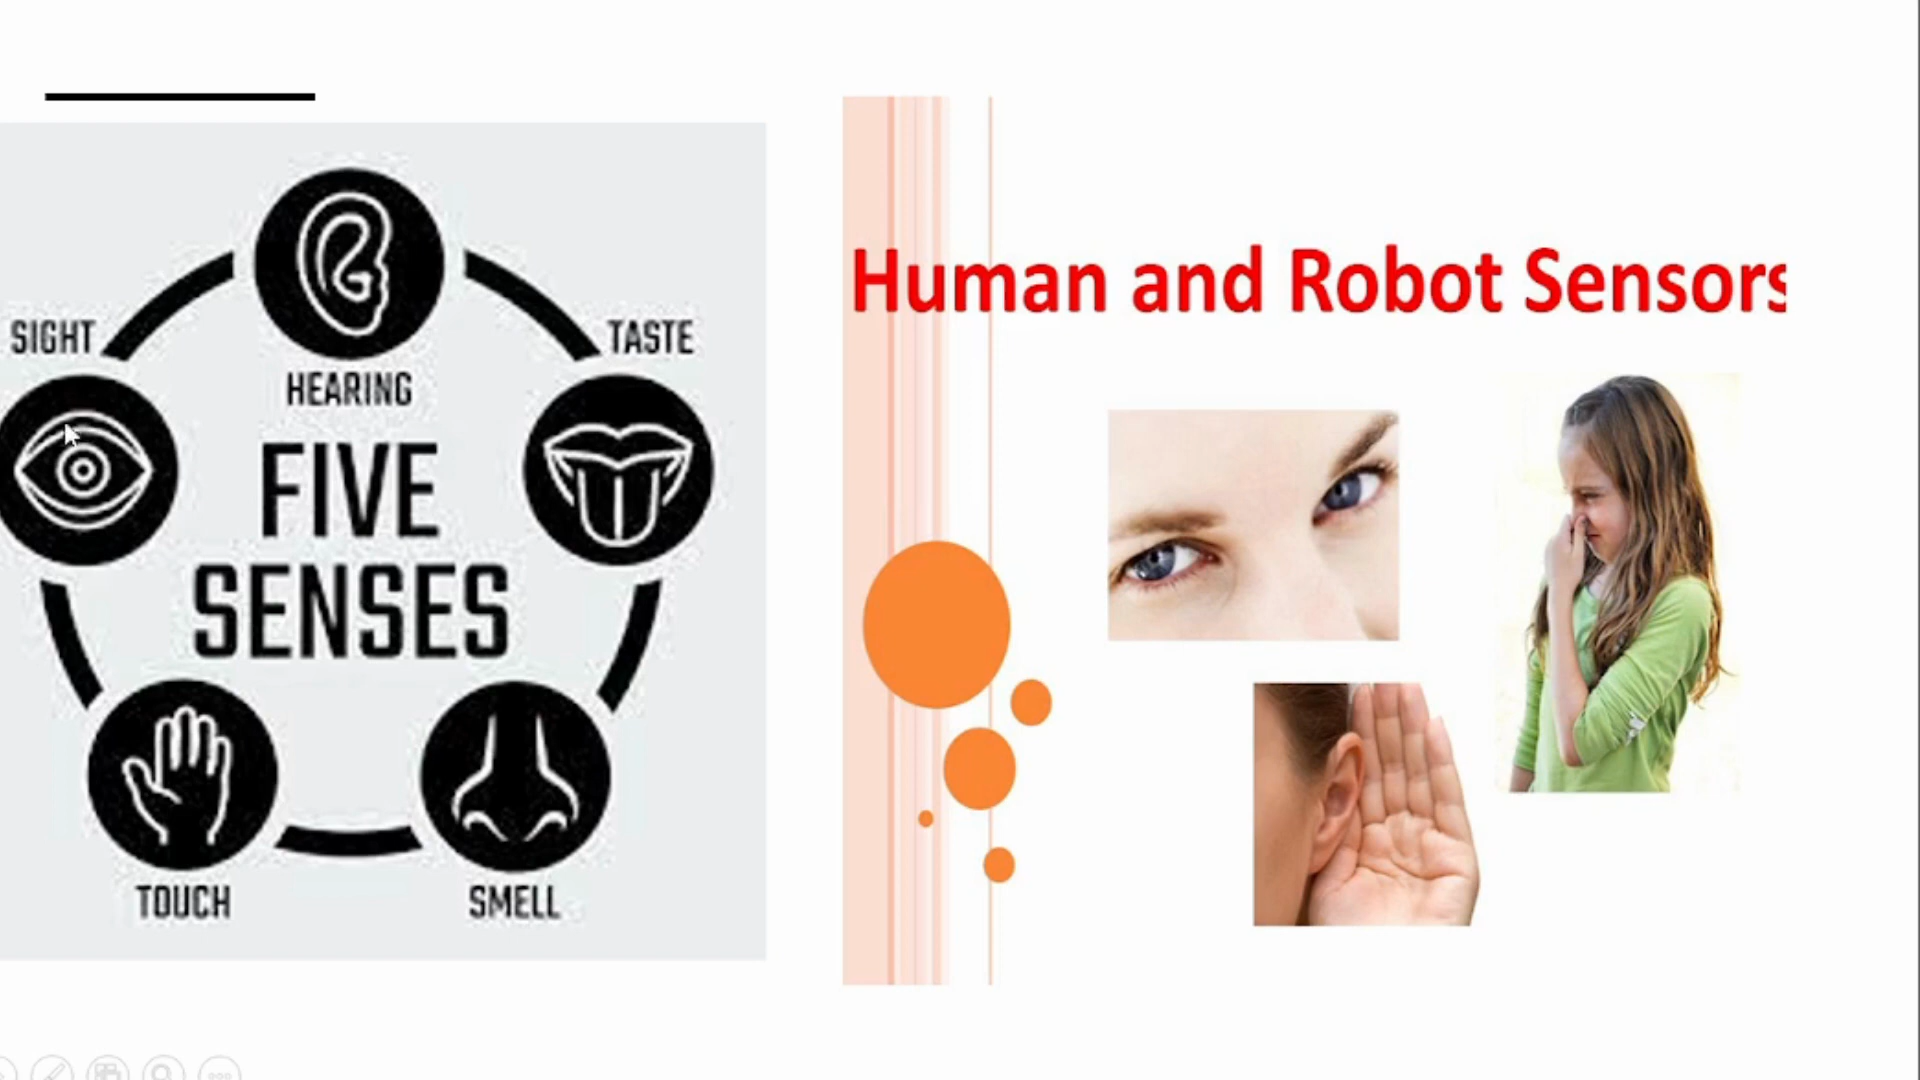 SIGHT
HEARING
TASTE
FIVE
SENSES
TOUCH
SMELL
Human and Robot Sensors